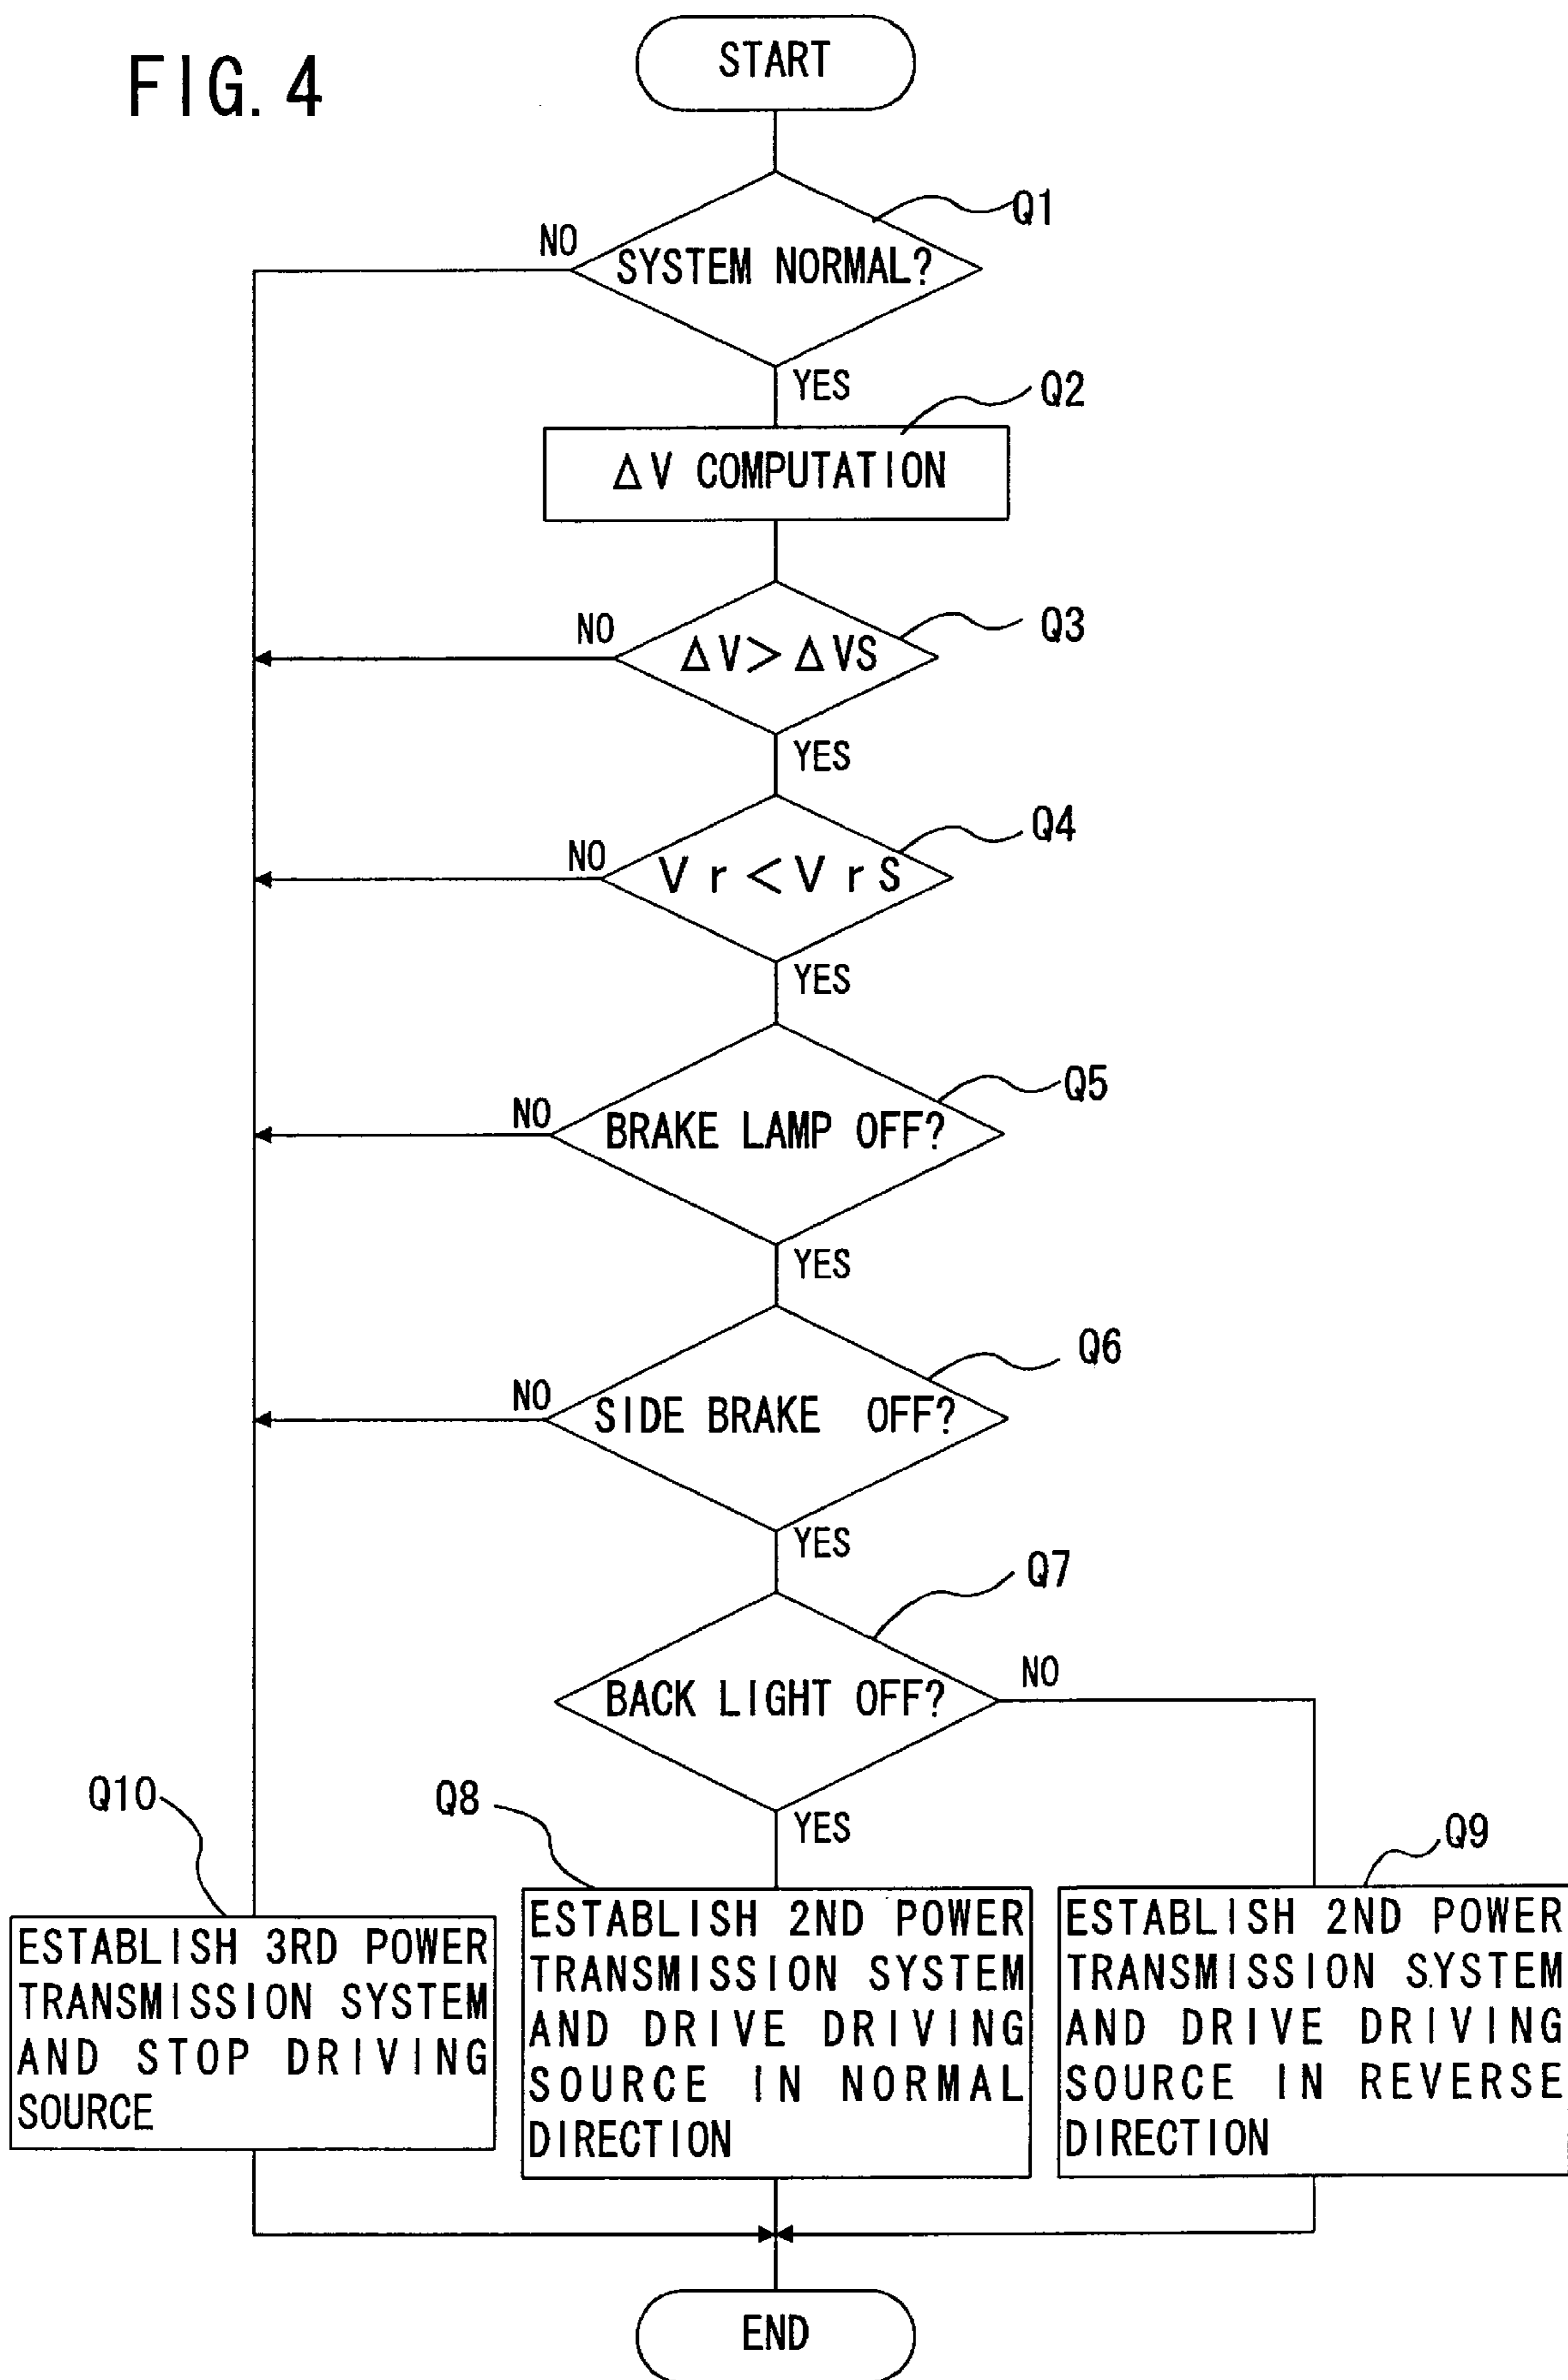 FIG. 4
START
Q1
NO
SYSTEM NORMAL?
YES
Q2
ΔV COMPUTATION
Q3
NO
ΔV>ΔVS
YES
Q4
NO
Vr<VrS
YES
Q5
NO
BRAKE LAMP OFF?
YES
Q6
NO
SIDE BRAKE OFF?
YES
Q7
NO
BACK LIGHT OFF?
YES
Q10
ESTABLISH 3RD POWER
TRANSMISSION SYSTEM
AND STOP DRIVING
SOURCE
Q8
ESTABLISH 2ND POWER
TRANSMISSION SYSTEM
AND DRIVE DRIVING
SOURCE IN NORMAL
DIRECTION
Q9
ESTABLISH 2ND POWER
TRANSMISSION SYSTEM
AND DRIVE DRIVING
SOURCE IN REVERSE
DIRECTION
END